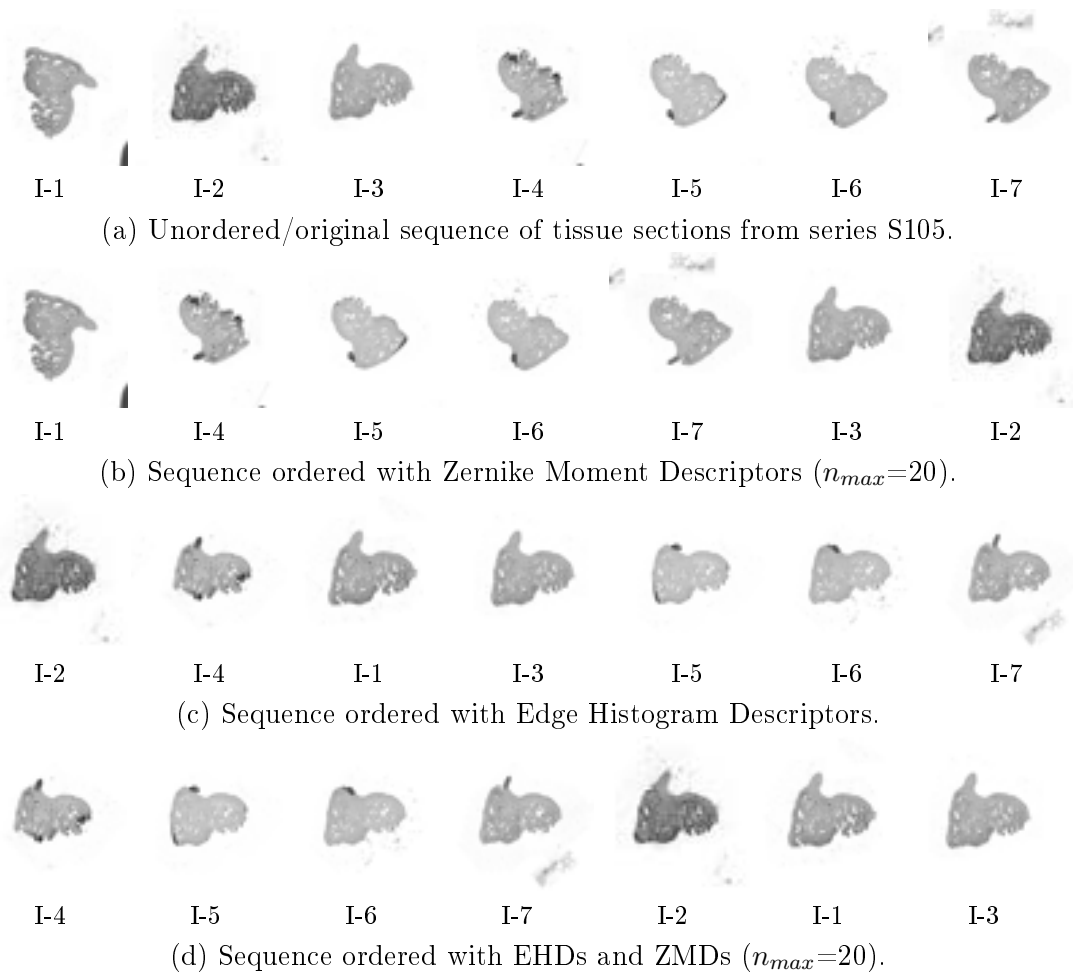 I-1 I-2 I-3 I-4 I-5 I-6 I-7
(a) Unordered/original sequence of tissue sections from series S105.
I-1 I-4 I-5 I-6 I-7 I-3 I-2
(b) Sequence ordered with Zernike Moment Descriptors (nmax=20).
I-2 I-4 I-1 I-3 I-5 I-6 I-7
(c) Sequence ordered with Edge Histogram Descriptors.
I-4 I-5 I-6 I-7 I-2 I-1 I-3
(d) Sequence ordered with EHDs and ZMDs (nmax=20).